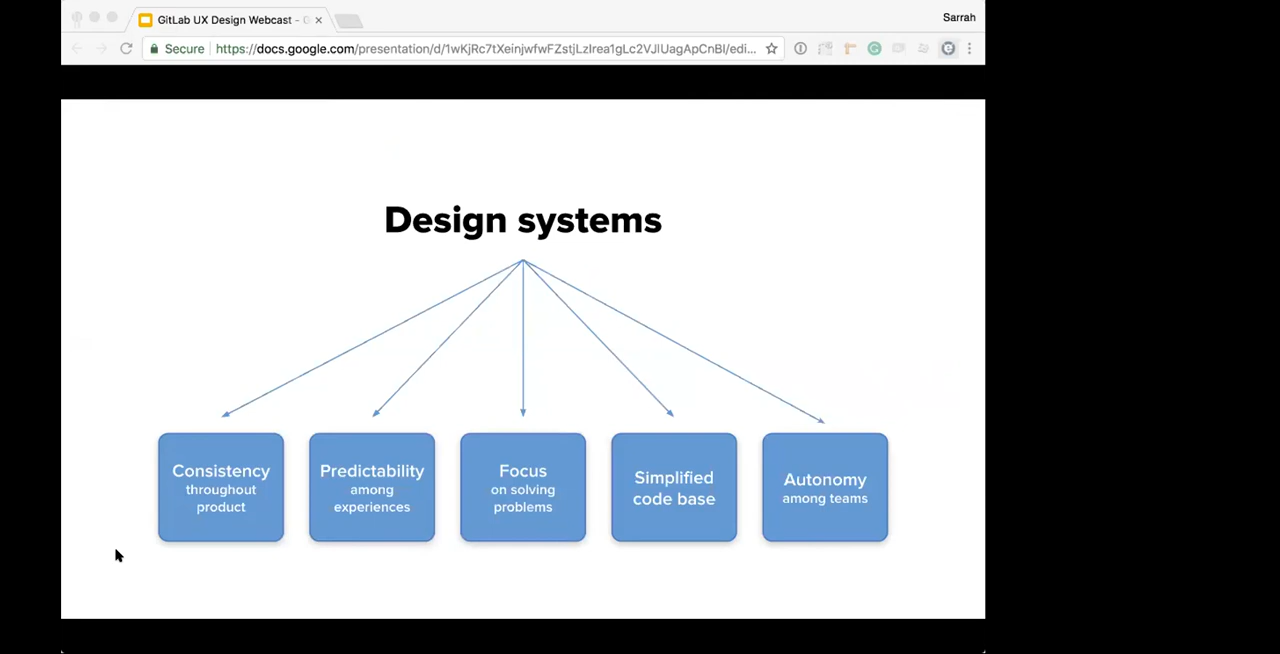 GitLab UX Design Webcast -
Sarrah
Secure
https://docs.google.com/presentation/d/1wKjRc7tXeinjwfwFZstjLzIrea1gLc2VJlUagApCnBI/edi...
Design systems
Consistency
throughout
product
Predictability
among
experiences
Focus
on solving
problems
Simplified
code base
Autonomy
among teams